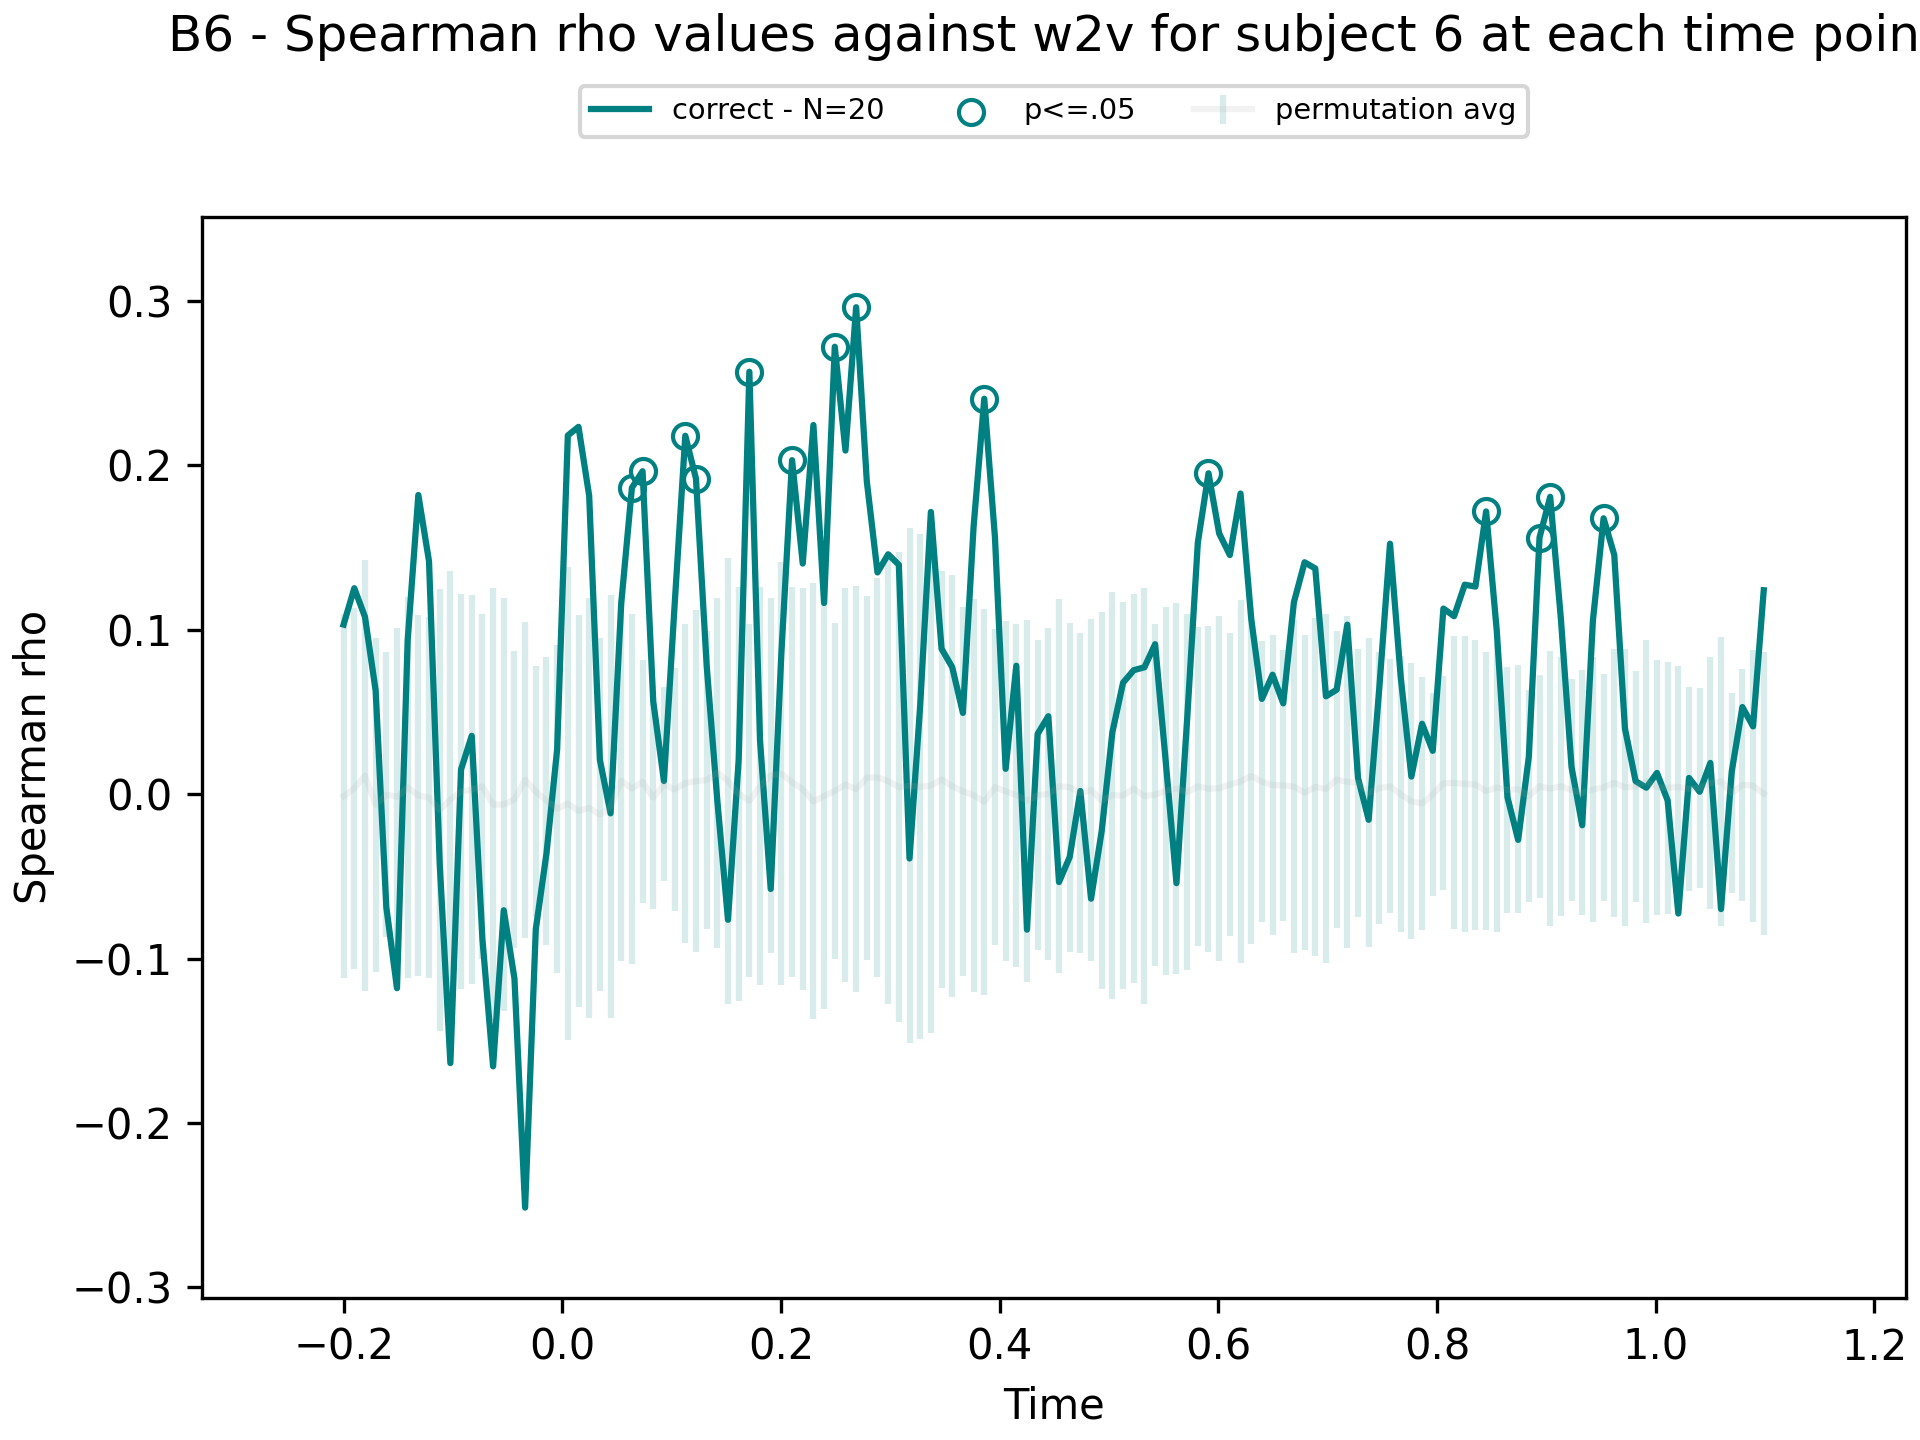 B6 - Spearman rho values against w2v for subject 6 at each time poin
correct - N=20 p<=.05 permutation avg
Spearman rho
0.3
0.2
0.1
0.0
−0.1
−0.2
−0.3
−0.2 0.0 0.2 0.4 0.6 0.8 1.0 1.2
Time